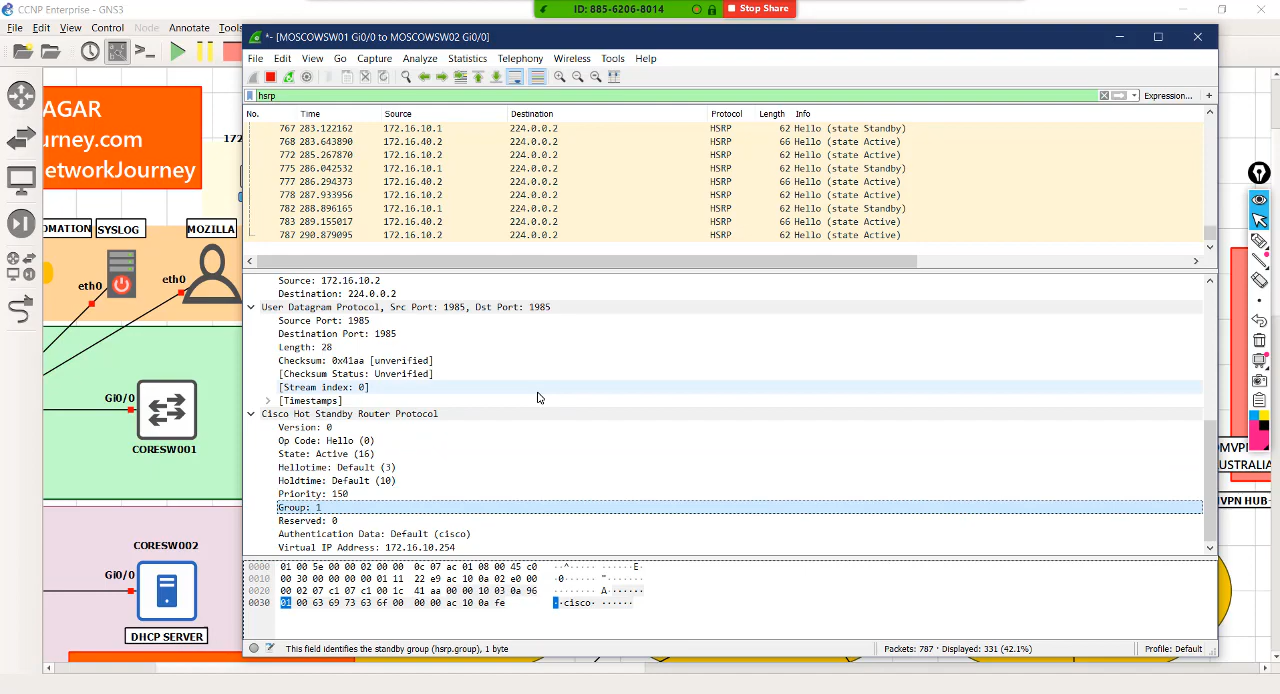 CCNP Enterprise - GNS3
ID: 885-6206-8014
Stop Share
File Edit View Control Node Annotate Tools
AGAR
urney.com
NetworkJourney
172
OMATION
SYSLOG
MOZILLA
eth0
eth0
Gi0/0
CORESW001
CORESW002
Gi0/0
DHCP SERVER
*- [MOSCOWSW01 Gi0/0 to MOSCOWSW02 Gi0/0]
File Edit View Go Capture Analyze Statistics Telephony Wireless Tools Help
hsrp
Expression...
+
No. Time Source Destination Protocol Length Info
767 283.122162 172.16.10.1 224.0.0.2 HSRP 62 Hello (state Standby)
768 283.643890 172.16.40.2 224.0.0.2 HSRP 66 Hello (state Active)
772 285.267870 172.16.10.2 224.0.0.2 HSRP 62 Hello (state Active)
775 286.042532 172.16.10.1 224.0.0.2 HSRP 62 Hello (state Standby)
777 286.294373 172.16.40.2 224.0.0.2 HSRP 66 Hello (state Active)
778 287.933956 172.16.10.2 224.0.0.2 HSRP 62 Hello (state Active)
782 288.896165 172.16.10.1 224.0.0.2 HSRP 62 Hello (state Standby)
783 289.155017 172.16.40.2 224.0.0.2 HSRP 66 Hello (state Active)
787 290.879095 172.16.10.2 224.0.0.2 HSRP 62 Hello (state Active)
Source: 172.16.10.2
Destination: 224.0.0.2
User Datagram Protocol, Src Port: 1985, Dst Port: 1985
Source Port: 1985
Destination Port: 1985
Length: 28
Checksum: 0x41aa [unverified]
[Checksum Status: Unverified]
[Stream index: 0]
[Timestamps]
Cisco Hot Standby Router Protocol
Version: 0
Op Code: Hello (0)
State: Active (16)
Hellotime: Default (3)
Holdtime: Default (10)
Priority: 150
Group: 1
Reserved: 0
Authentication Data: Default (cisco)
Virtual IP Address: 172.16.10.254
0000 01 00 5e 00 00 02 00 00 0c 07 ac 01 08 00 45 c0 ··^····· ······E·
0010 00 30 00 00 00 00 01 11 22 e9 ac 10 0a 02 e0 00 ·0······ "·······
0020 00 02 07 c1 07 c1 00 1c 41 aa 00 00 10 03 0a 96 ········ A·······
0030 01 00 63 69 73 63 6f 00 00 00 ac 10 0a fe ··cisco· ······
This field identifies the standby group (hsrp.group), 1 byte
Packets: 787 · Displayed: 331 (42.1%)
Profile: Default
MVPN
USTRALIA
VPN HUB-